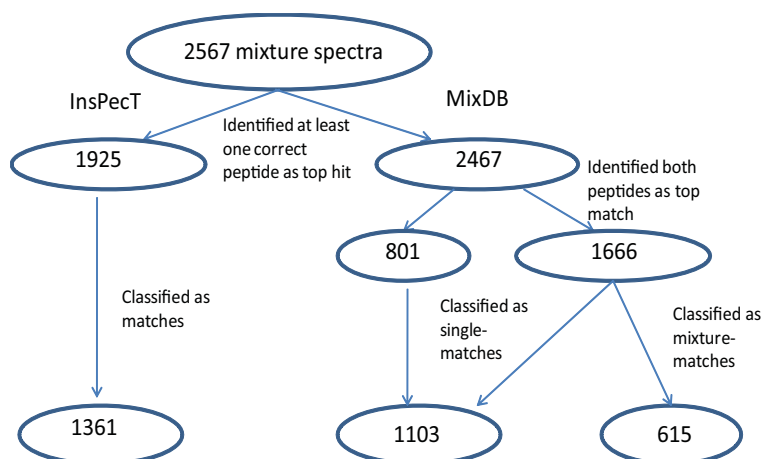 2567 mixture spectra
InsPecT
MixDB
Identified at least
one correct
peptide as top hit
1925
2467
Identified both
peptides as top
match
801
1666
Classified as
matches
Classified as
single-
matches
Classified as
mixture-
matches
1361
1103
615